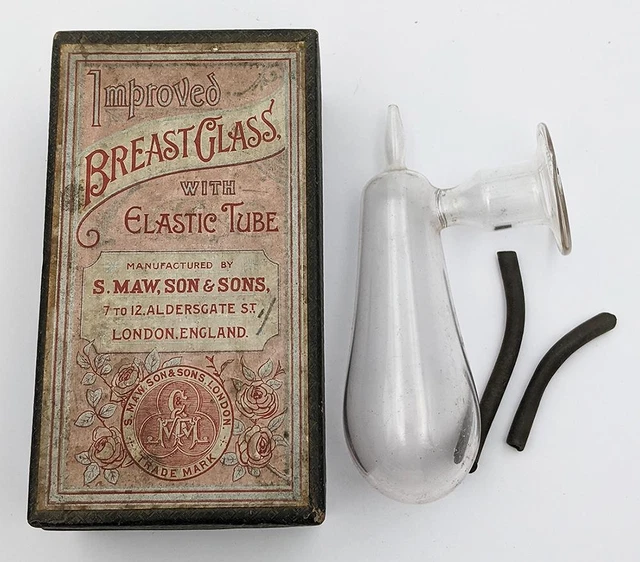 Improved
BREAST GLASS,
WITH
ELASTIC TUBE
MANUFACTURED BY
S. MAW, SON & SONS,
7 TO 12, ALDERSGATE ST.
LONDON. ENGLAND.
S. MAW, SON & SONS, LONDON.
TRADE MARK